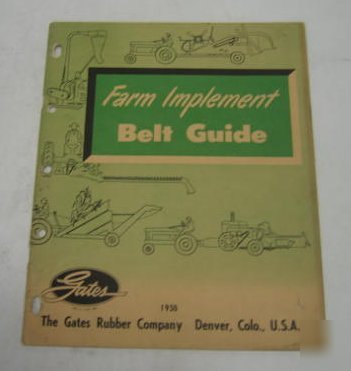 Farm Implement
Belt Guide
Gates
1958
The Gates Rubber Company Denver, Colo., U.S.A.